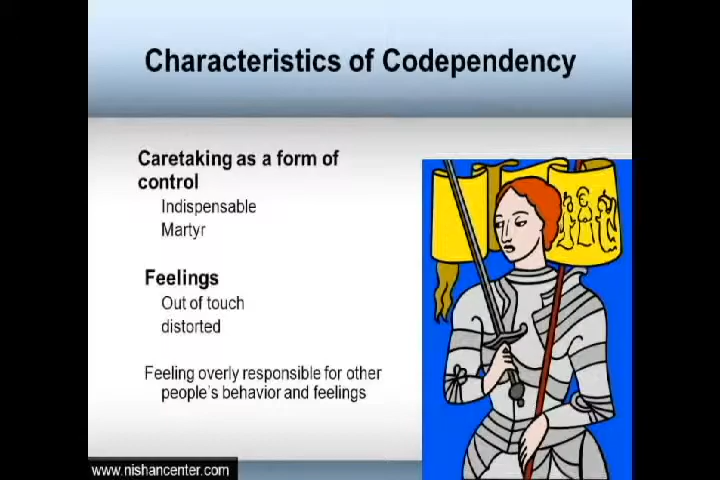 Characteristics of Codependency
Caretaking as a form of
control
Indispensable
Martyr
Feelings
Out of touch
distorted
Feeling overly responsible for other
people's behavior and feelings
www.nishancenter.com